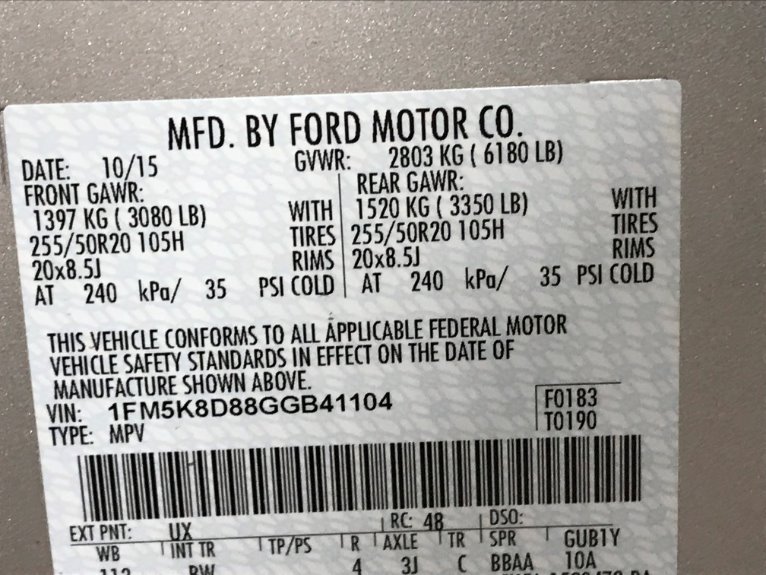 MFD. BY FORD MOTOR CO.
DATE: 10/15 GVWR: 2803 KG ( 6180 LB)
FRONT GAWR: REAR GAWR:
1397 KG ( 3080 LB) WITH 1520 KG ( 3350 LB) WITH
255/50R20 105H TIRES 255/50R20 105H TIRES
20x8.5J RIMS 20x8.5J RIMS
AT 240 kPa/ 35 PSI COLD AT 240 kPa/ 35 PSI COLD
THIS VEHICLE CONFORMS TO ALL APPLICABLE FEDERAL MOTOR
VEHICLE SAFETY STANDARDS IN EFFECT ON THE DATE OF
MANUFACTURE SHOWN ABOVE.
VIN: 1FM5K8D88GGB41104 F0183
TYPE: MPV T0190
EXT PNT: UX RC: 48 DSO:
WB INT TR TP/PS R AXLE TR SPR GUB1Y
112 RW 4 3J C BBAA 10A